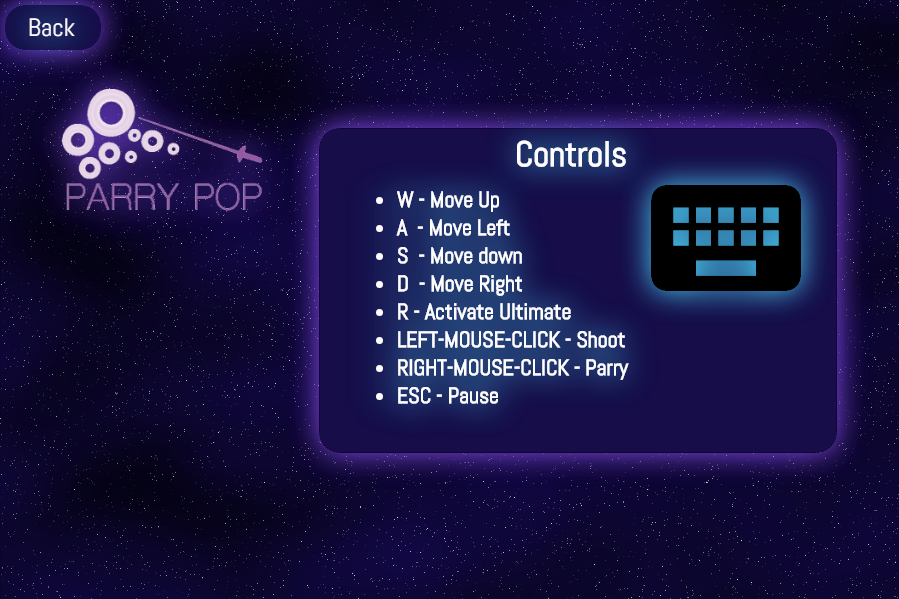 Back
PARRY POP
Controls
W - Move Up
A - Move Left
S - Move down
D - Move Right
R - Activate Ultimate
LEFT-MOUSE-CLICK - Shoot
RIGHT-MOUSE-CLICK - Parry
ESC - Pause